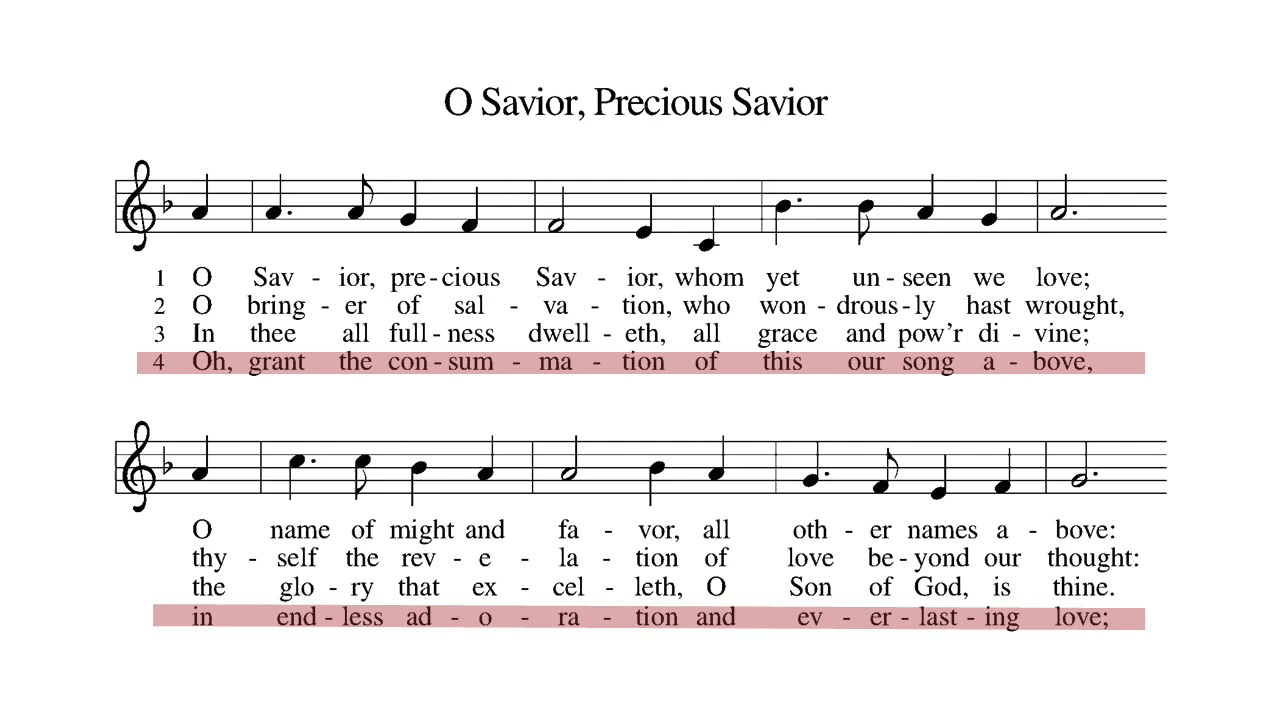 O Savior, Precious Savior
1 O Sav - ior, pre - cious Sav - ior, whom yet un - seen we love;
2 O bring - er of sal - va - tion, who won - drous - ly hast wrought,
3 In thee all full - ness dwell - eth, all grace and pow’r di - vine;
4 Oh, grant the con - sum - ma - tion of this our song a - bove,
O name of might and fa - vor, all oth - er names a - bove:
thy - self the rev - e - la - tion of love be - yond our thought:
the glo - ry that ex - cel - leth, O Son of God, is thine.
in end - less ad - o - ra - tion and ev - er - last - ing love;